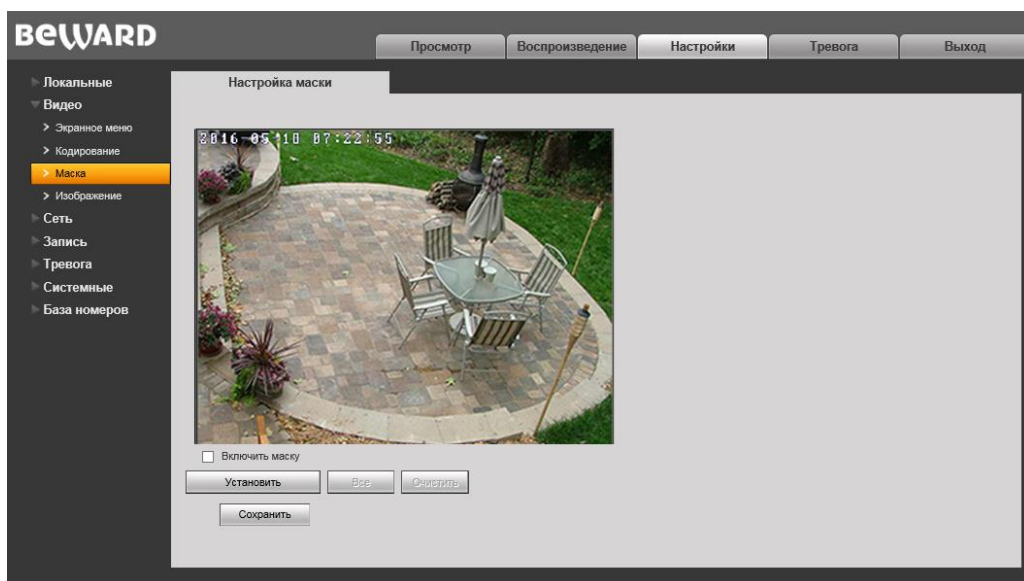 BEWARD
Просмотр
Воспроизведение
Настройки
Тревога
Выход
Локальные
Видео
Экранное меню
Кодирование
Маска
Изображение
Сеть
Запись
Тревога
Системные
База номеров
Настройка маски
2016-05-10 07:22:55
Включить маску
Установить
Все
Очистить
Сохранить